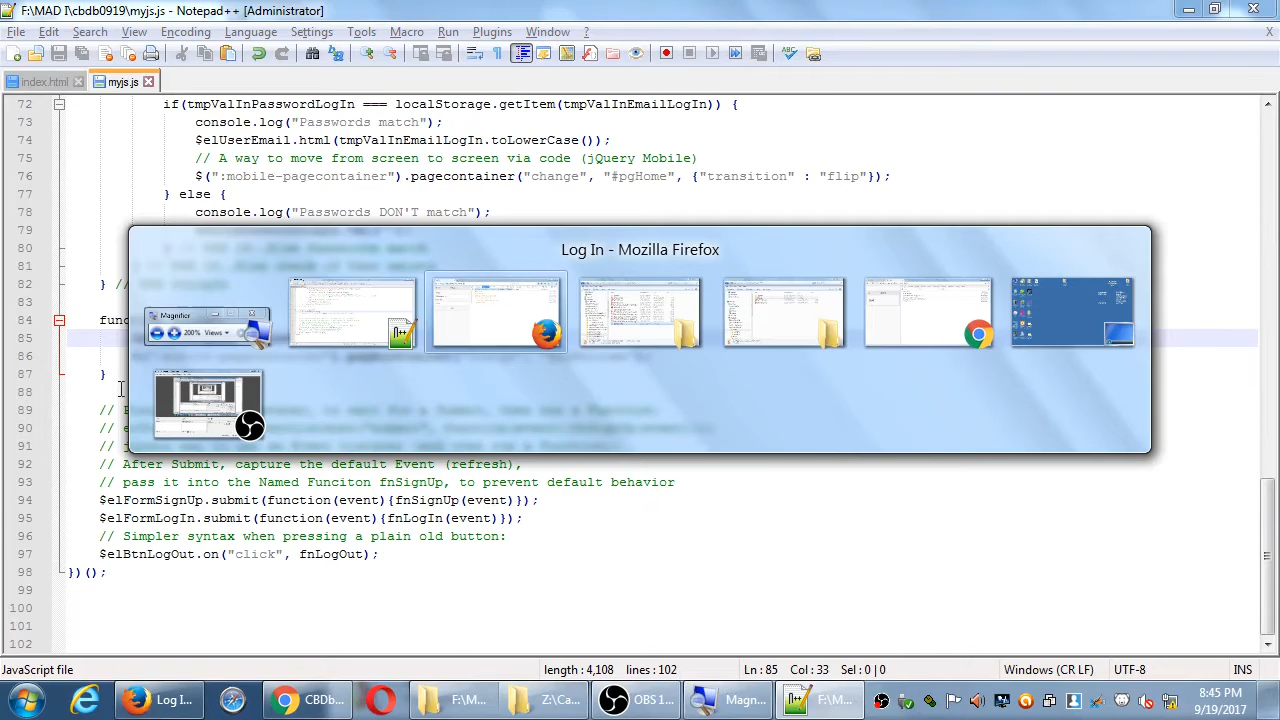 F:\MAD I\cbdb0919\myjs.js - Notepad++ [Administrator]
File Edit Search View Encoding Language Settings Tools Macro Run Plugins Window ?
index.html myjs.js
72 if(tmpValInPasswordLogIn === localStorage.getItem(tmpValInEmailLogIn)) {
73 console.log("Passwords match");
74 $elUserEmail.html(tmpValInEmailLogIn.toLowerCase());
75 // A way to move from screen to screen via code (jQuery Mobile)
76 $(":mobile-pagecontainer").pagecontainer("change", "#pgHome", {"transition" : "flip"});
77 } else {
78 console.log("Passwords DON'T match");
79
80
81
82 } //
83
84 func
85
86
87 }
88
89 //
90 //
91 //
92 // After Submit, capture the default Event (refresh),
93 // pass it into the Named Funciton fnSignUp, to prevent default behavior
94 $elFormSignUp.submit(function(event){fnSignUp(event)});
95 $elFormLogIn.submit(function(event){fnLogIn(event)});
96 // Simpler syntax when pressing a plain old button:
97 $elBtnLogOut.on("click", fnLogOut);
98 })();
99
100
101
102
Log In - Mozilla Firefox
Magnifier
200% Views
JavaScript file length : 4,108 lines : 102 Ln : 85 Col : 33 Sel : 0 | 0 Windows (CR LF) UTF-8 INS
Log I... CBDb... F:\M... Z:\Ca... OBS 1... Magn... F:\M...
8:45 PM
9/19/2017